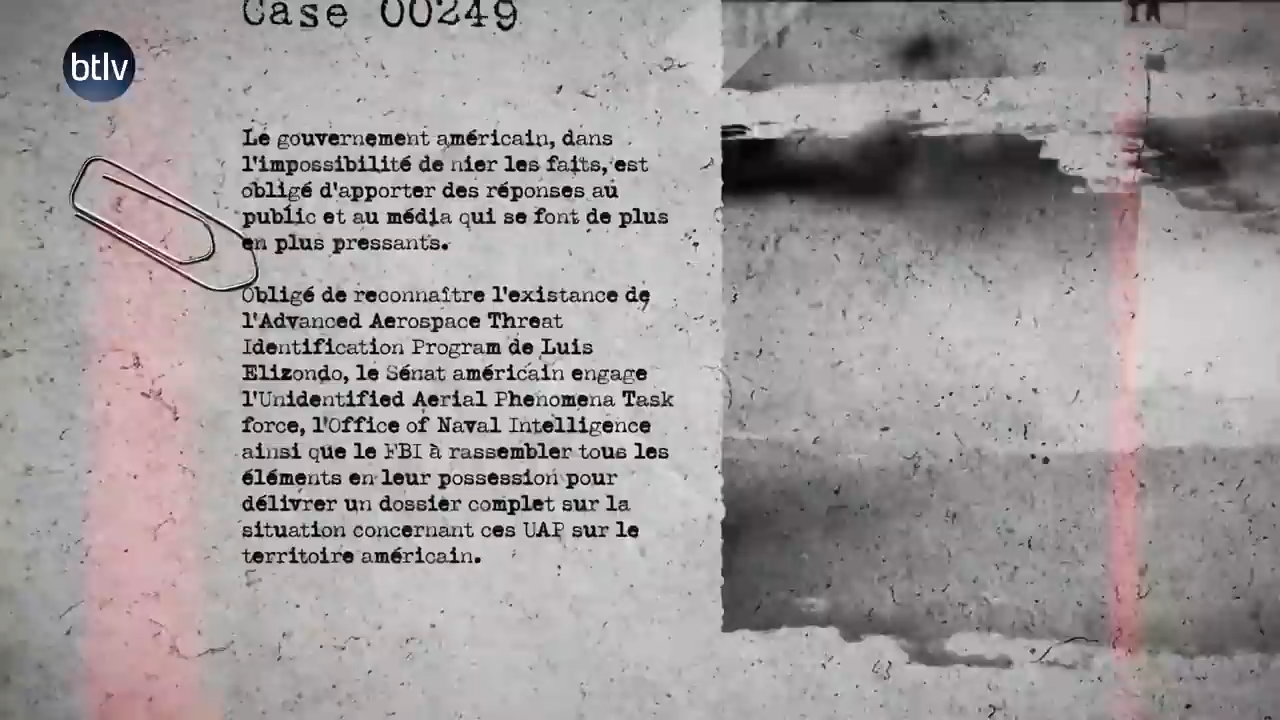 Case 00249
btlv
Le gouvernement américain, dans
l'impossibilité de nier les faits, est
obligé d'apporter des réponses au
public et au média qui se font de plus
en plus pressants.
Obligé de reconnaître l'existance de
l'Advanced Aerospace Threat
Identification Program de Luis
Elizondo, le Sénat américain engage
l'Unidentified Aerial Phenomena Task
force, l'Office of Naval Intelligence
ainsi que le FBI à rassembler tous les
éléments en leur possession pour
délivrer un dossier complet sur la
situation concernant ces UAP sur le
territoire américain.